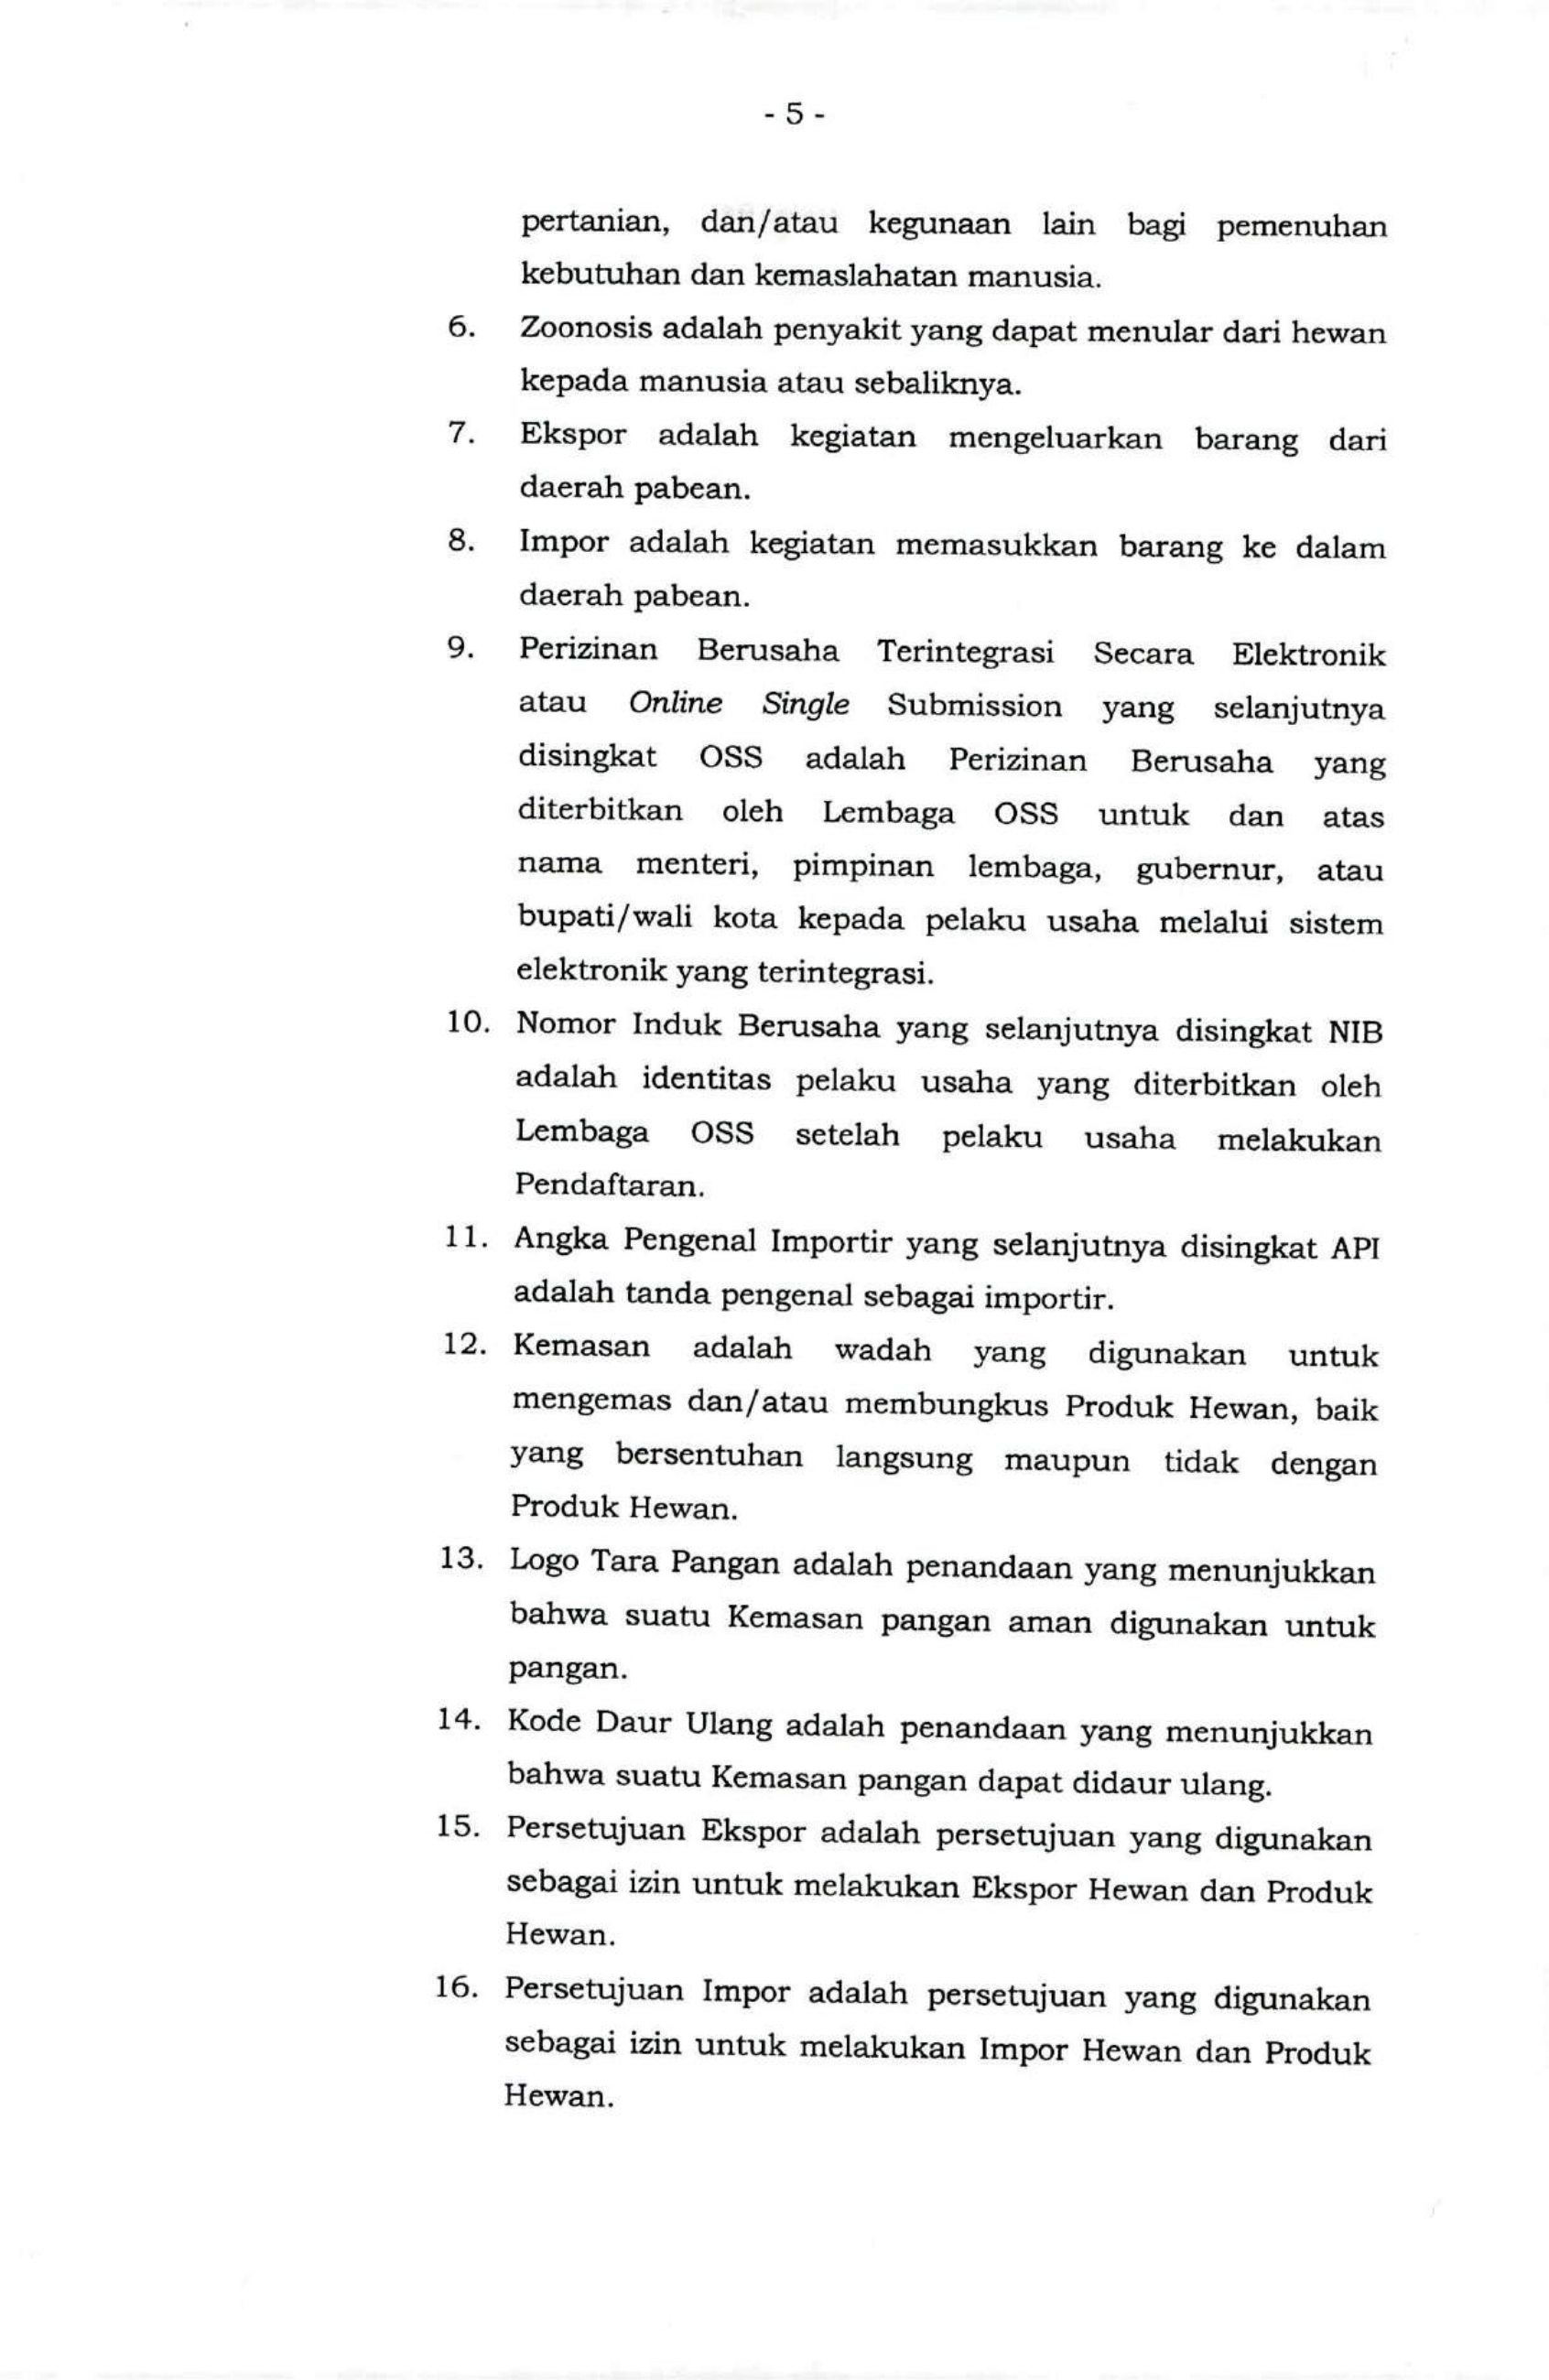 - 5 -
pertanian, dan/atau kegunaan lain bagi pemenuhan
kebutuhan dan kemaslahatan manusia.
6. Zoonosis adalah penyakit yang dapat menular dari hewan
kepada manusia atau sebaliknya.
7. Ekspor adalah kegiatan mengeluarkan barang dari
daerah pabean.
8. Impor adalah kegiatan memasukkan barang ke dalam
daerah pabean.
9. Perizinan Berusaha Terintegrasi Secara Elektronik
atau Online Single Submission yang selanjutnya
disingkat OSS adalah Perizinan Berusaha yang
diterbitkan oleh Lembaga OSS untuk dan atas
nama menteri, pimpinan lembaga, gubernur, atau
bupati/wali kota kepada pelaku usaha melalui sistem
elektronik yang terintegrasi.
10. Nomor Induk Berusaha yang selanjutnya disingkat NIB
adalah identitas pelaku usaha yang diterbitkan oleh
Lembaga OSS setelah pelaku usaha melakukan
Pendaftaran.
11. Angka Pengenal Importir yang selanjutnya disingkat API
adalah tanda pengenal sebagai importir.
12. Kemasan adalah wadah yang digunakan untuk
mengemas dan/atau membungkus Produk Hewan, baik
yang bersentuhan langsung maupun tidak dengan
Produk Hewan.
13. Logo Tara Pangan adalah penandaan yang menunjukkan
bahwa suatu Kemasan pangan aman digunakan untuk
pangan.
14. Kode Daur Ulang adalah penandaan yang menunjukkan
bahwa suatu Kemasan pangan dapat didaur ulang.
15. Persetujuan Ekspor adalah persetujuan yang digunakan
sebagai izin untuk melakukan Ekspor Hewan dan Produk
Hewan.
16. Persetujuan Impor adalah persetujuan yang digunakan
sebagai izin untuk melakukan Impor Hewan dan Produk
Hewan.